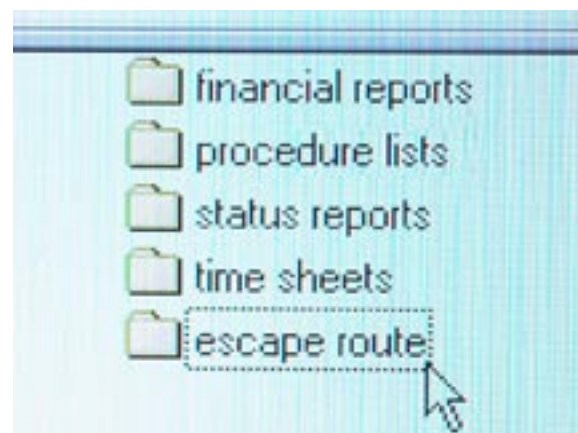 financial reports
procedure lists
status reports
time sheets
escape route